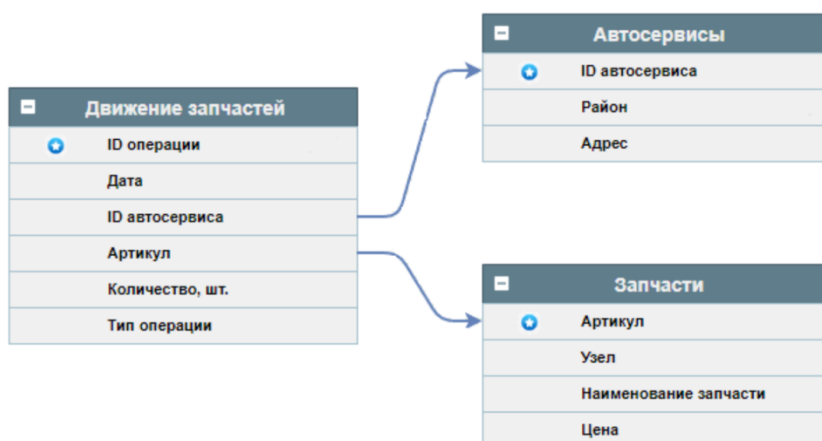 Движение запчастей
ID операции
Дата
ID автосервиса
Артикул
Количество, шт.
Тип операции
Автосервисы
ID автосервиса
Район
Адрес
Запчасти
Артикул
Узел
Наименование запчасти
Цена